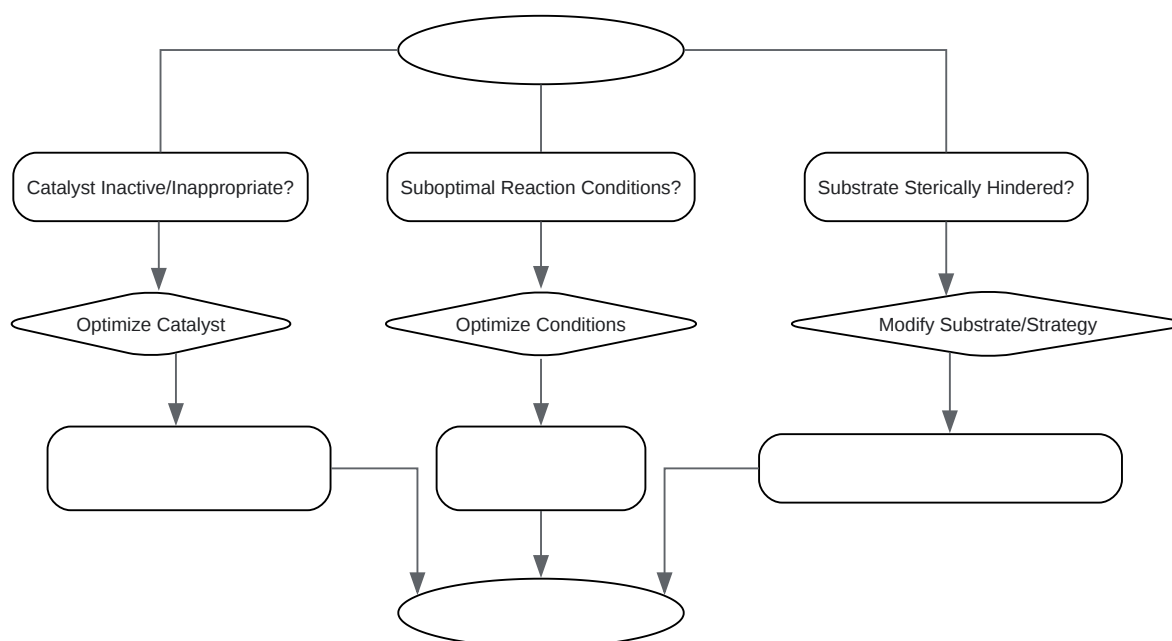 Catalyst Inactive/Inappropriate?
Suboptimal Reaction Conditions?
Substrate Sterically Hindered?
Optimize Catalyst
Optimize Conditions
Modify Substrate/Strategy